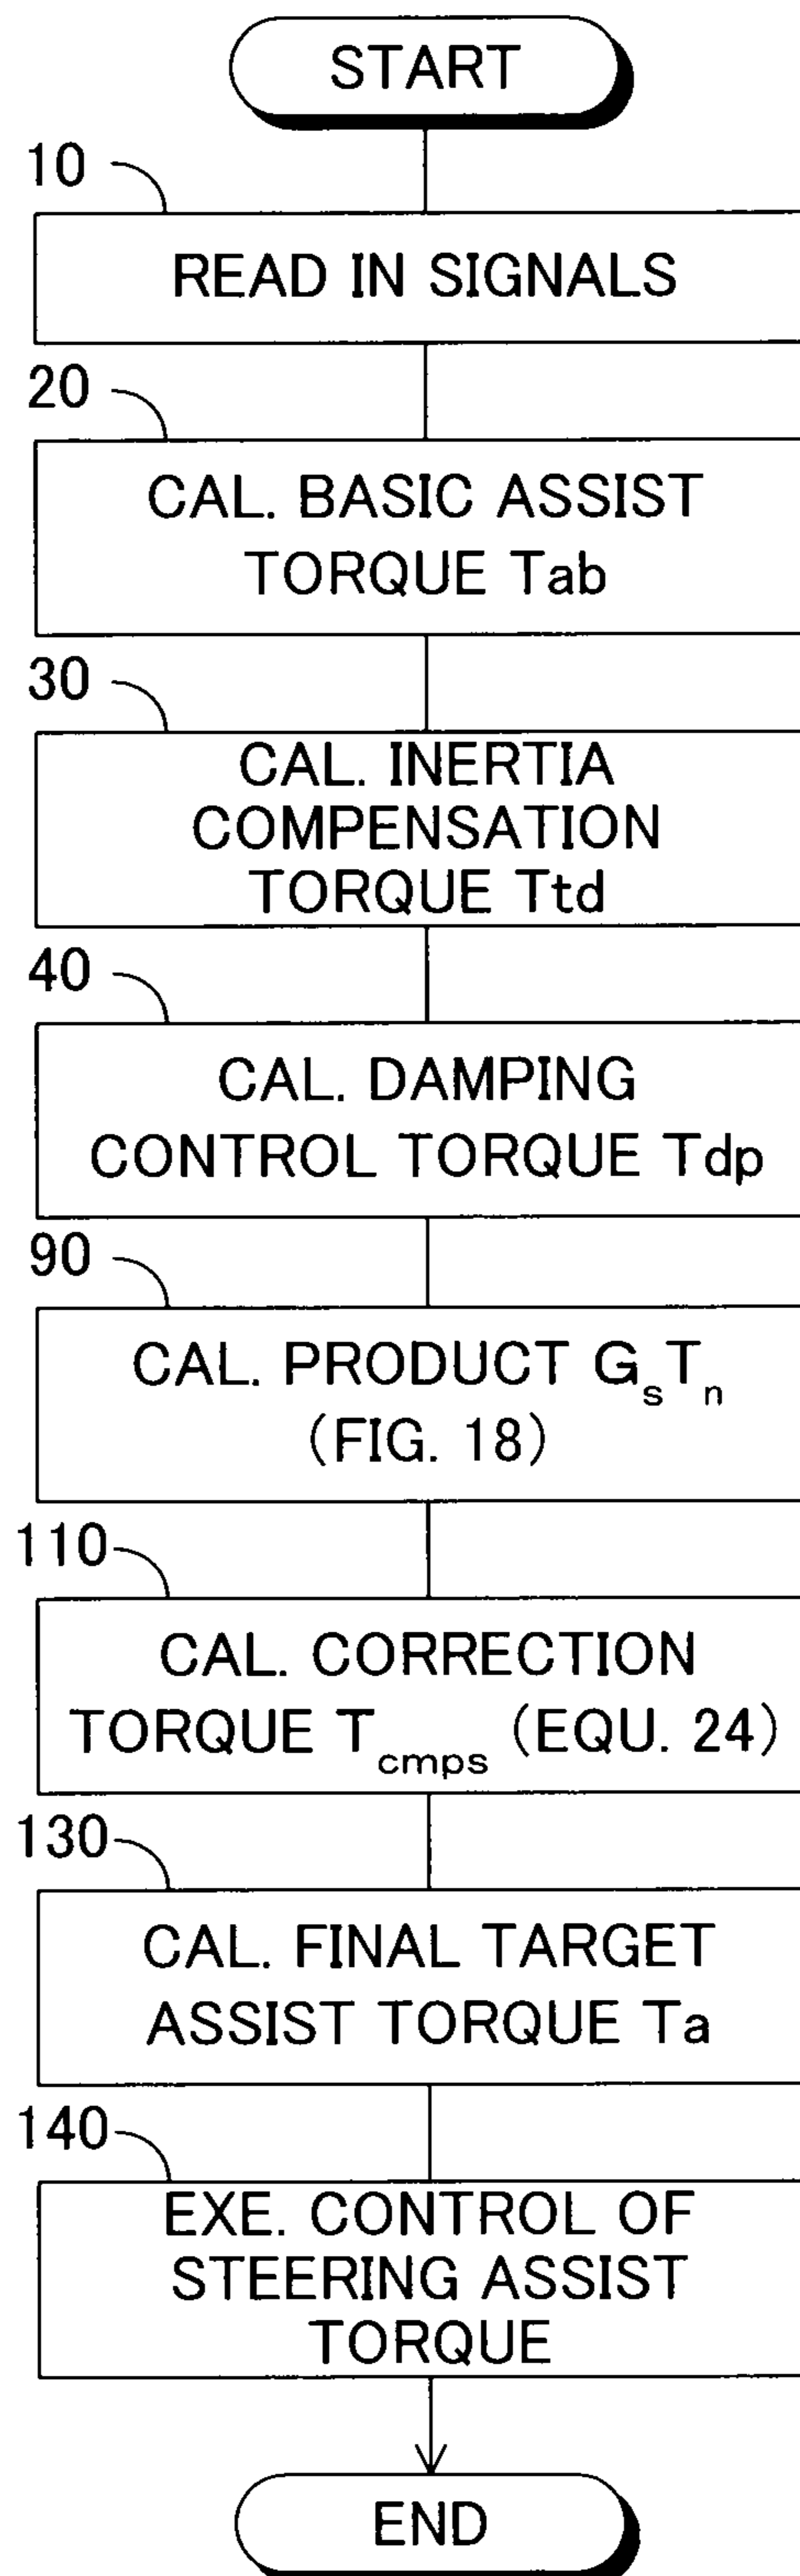 START
10
READ IN SIGNALS
20
CAL. BASIC ASSIST
TORQUE Tab
30
CAL. INERTIA
COMPENSATION
TORQUE Ttd
40
CAL. DAMPING
CONTROL TORQUE Tdp
90
CAL. PRODUCT GsTn
(FIG. 18)
110
CAL. CORRECTION
TORQUE Tcmps (EQU. 24)
130
CAL. FINAL TARGET
ASSIST TORQUE Ta
140
EXE. CONTROL OF
STEERING ASSIST
TORQUE
END